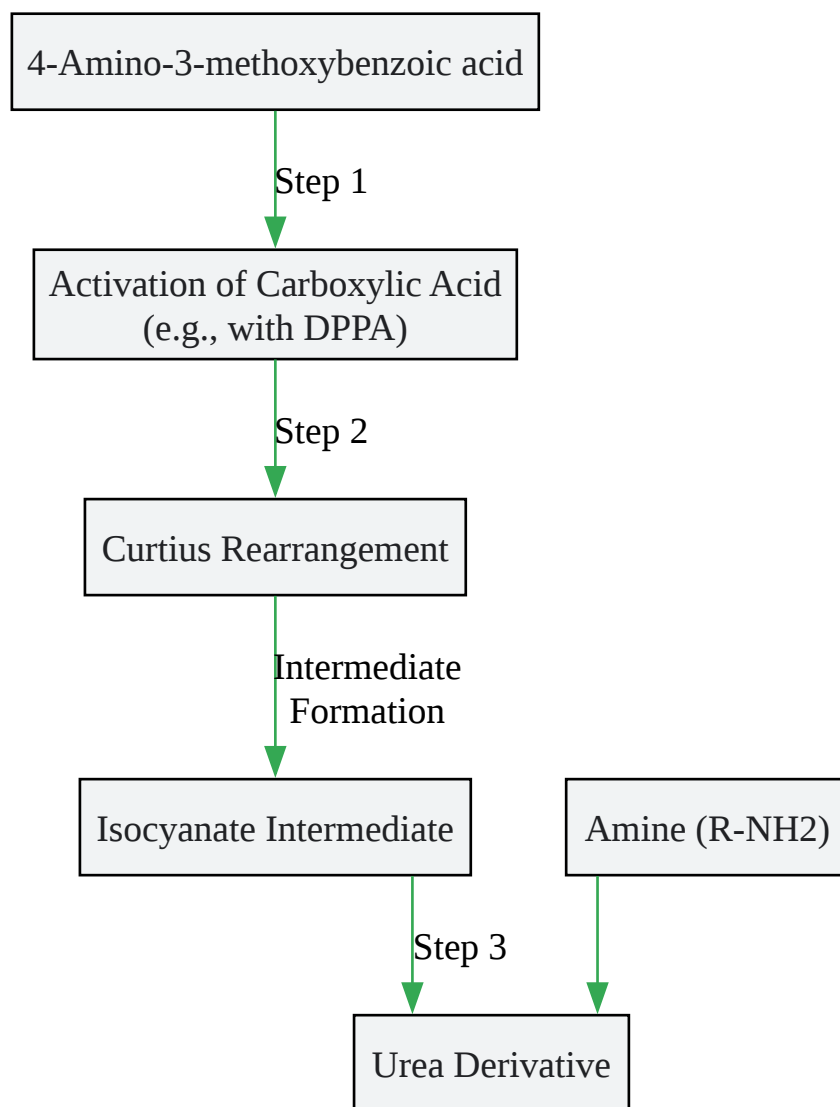 4-Amino-3-methoxybenzoic acid
Step 1
Activation of Carboxylic Acid
(e.g., with DPPA)
Step 2
Curtius Rearrangement
Intermediate
Formation
Isocyanate Intermediate
Amine (R-NH2)
Step 3
Urea Derivative